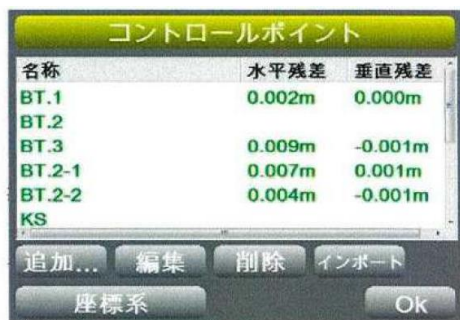 コントロールポイント
名称 水平残差 垂直残差
BT.1 0.002m 0.000m
BT.2
BT.3 0.009m -0.001m
BT.2-1 0.007m 0.001m
BT.2-2 0.004m -0.001m
KS
追加... 編集 削除 インポート
座標系 Ok